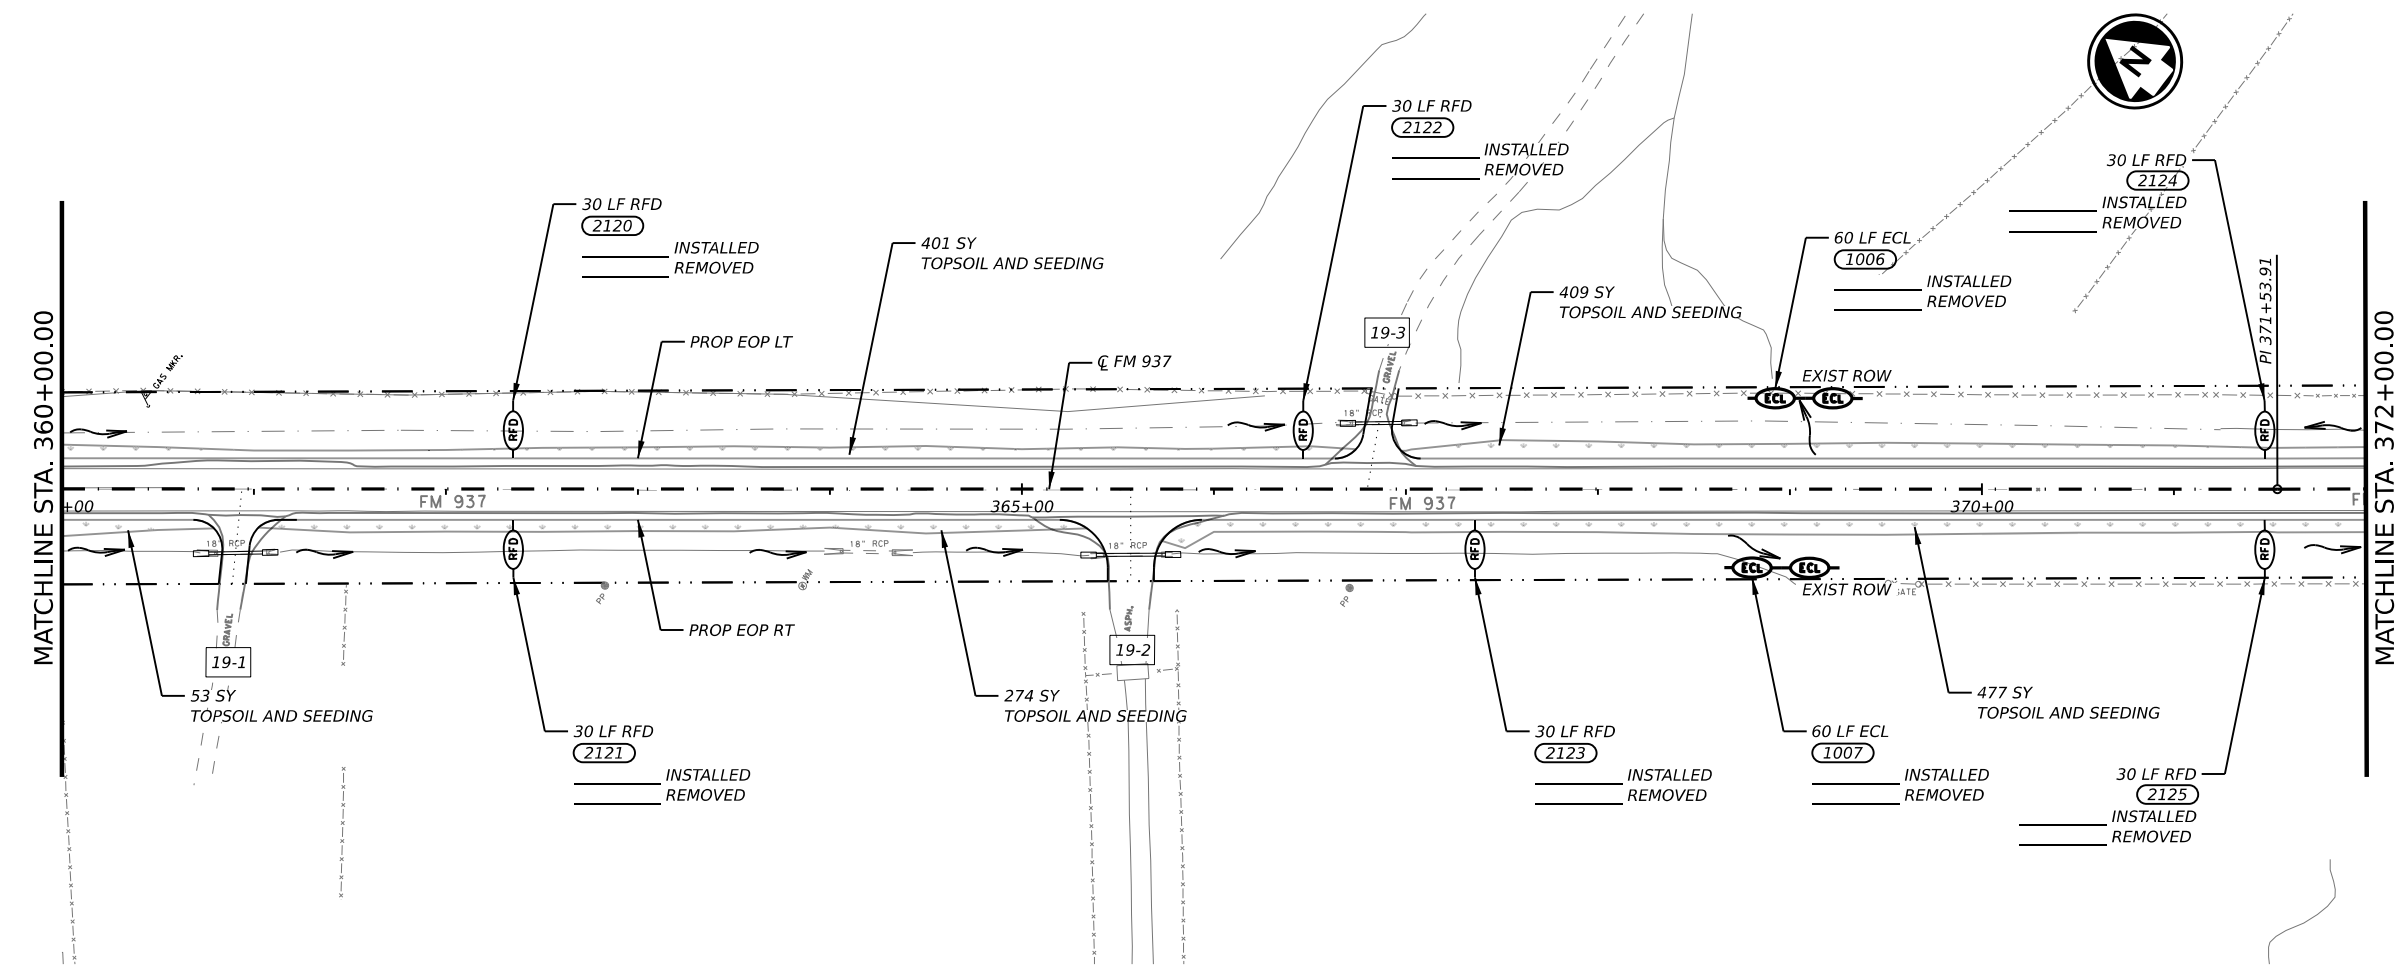 N
30 LF RFD
2122
INSTALLED
REMOVED
30 LF RFD
2124
INSTALLED
REMOVED
30 LF RFD
2120
INSTALLED
REMOVED
401 SY
TOPSOIL AND SEEDING
60 LF ECL
1006
INSTALLED
REMOVED
409 SY
TOPSOIL AND SEEDING
PI 371+53.91
MATCHLINE STA. 360+00.00
MATCHLINE STA. 372+00.00
GAS MKR.
PROP EOP LT
℄ FM 937
19-3
GRAVEL
GATE
18" RCP
EXIST ROW
ECL
ECL
RFD
RFD
RFD
+00
FM 937
365+00
FM 937
370+00
F
18" RCP
RFD
18" RCP
18" RCP
RFD
ECL
ECL
RFD
PP
WM
PP
EXIST ROW
GATE
GRAVEL
ASPH.
19-1
PROP EOP RT
19-2
53 SY
TOPSOIL AND SEEDING
274 SY
TOPSOIL AND SEEDING
477 SY
TOPSOIL AND SEEDING
30 LF RFD
2121
INSTALLED
REMOVED
30 LF RFD
2123
INSTALLED
REMOVED
60 LF ECL
1007
INSTALLED
REMOVED
30 LF RFD
2125
INSTALLED
REMOVED